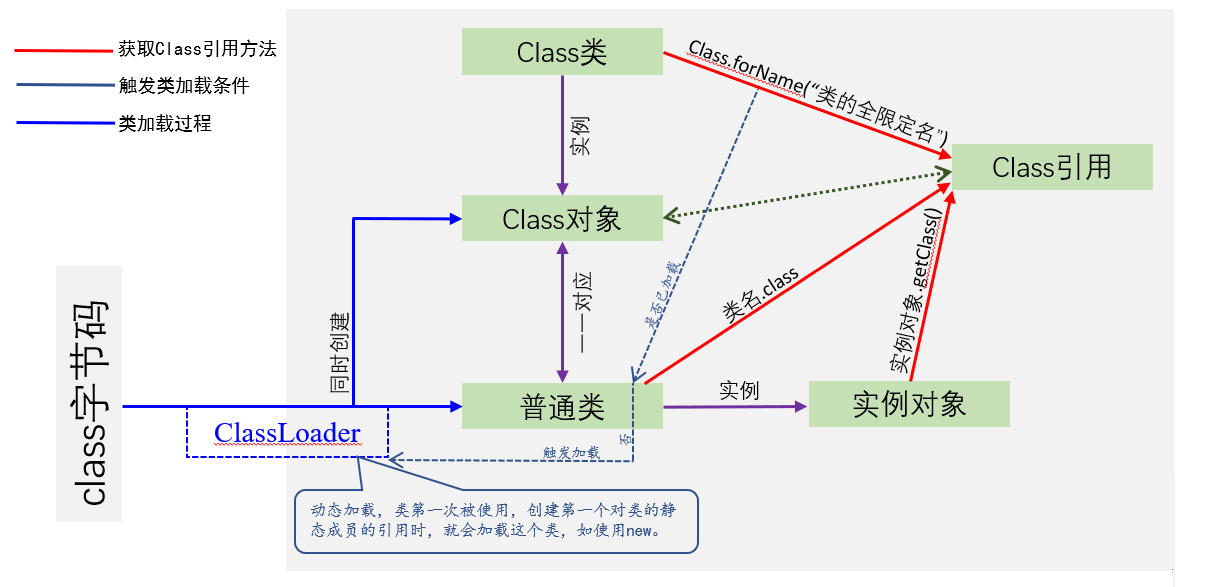 获取Class引用方法
触发类加载条件
类加载过程
Class类
Class.forName(“类的全限定名”)
实例
Class引用
Class对象
是否已加载
一一对应
类名.class
实例对象.getClass()
同时创建
class字节码
普通类
实例
实例对象
ClassLoader
否
触发加载
动态加载，类第一次被使用，创建第一个对类的静
态成员的引用时，就会加载这个类，如使用new。